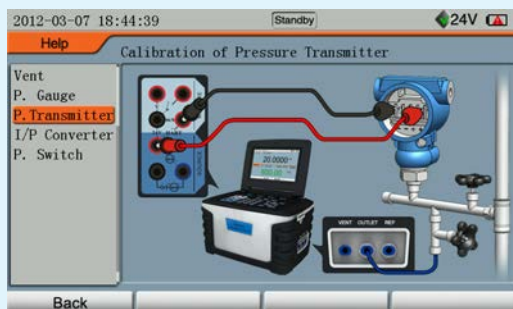 2012-03-07 18:44:39
Standby
24V
Help
Calibration of Pressure Transmitter
Vent
P. Gauge
P.Transmitter
I/P Converter
P. Switch
20.0000
VENT OUTLET REF
Back